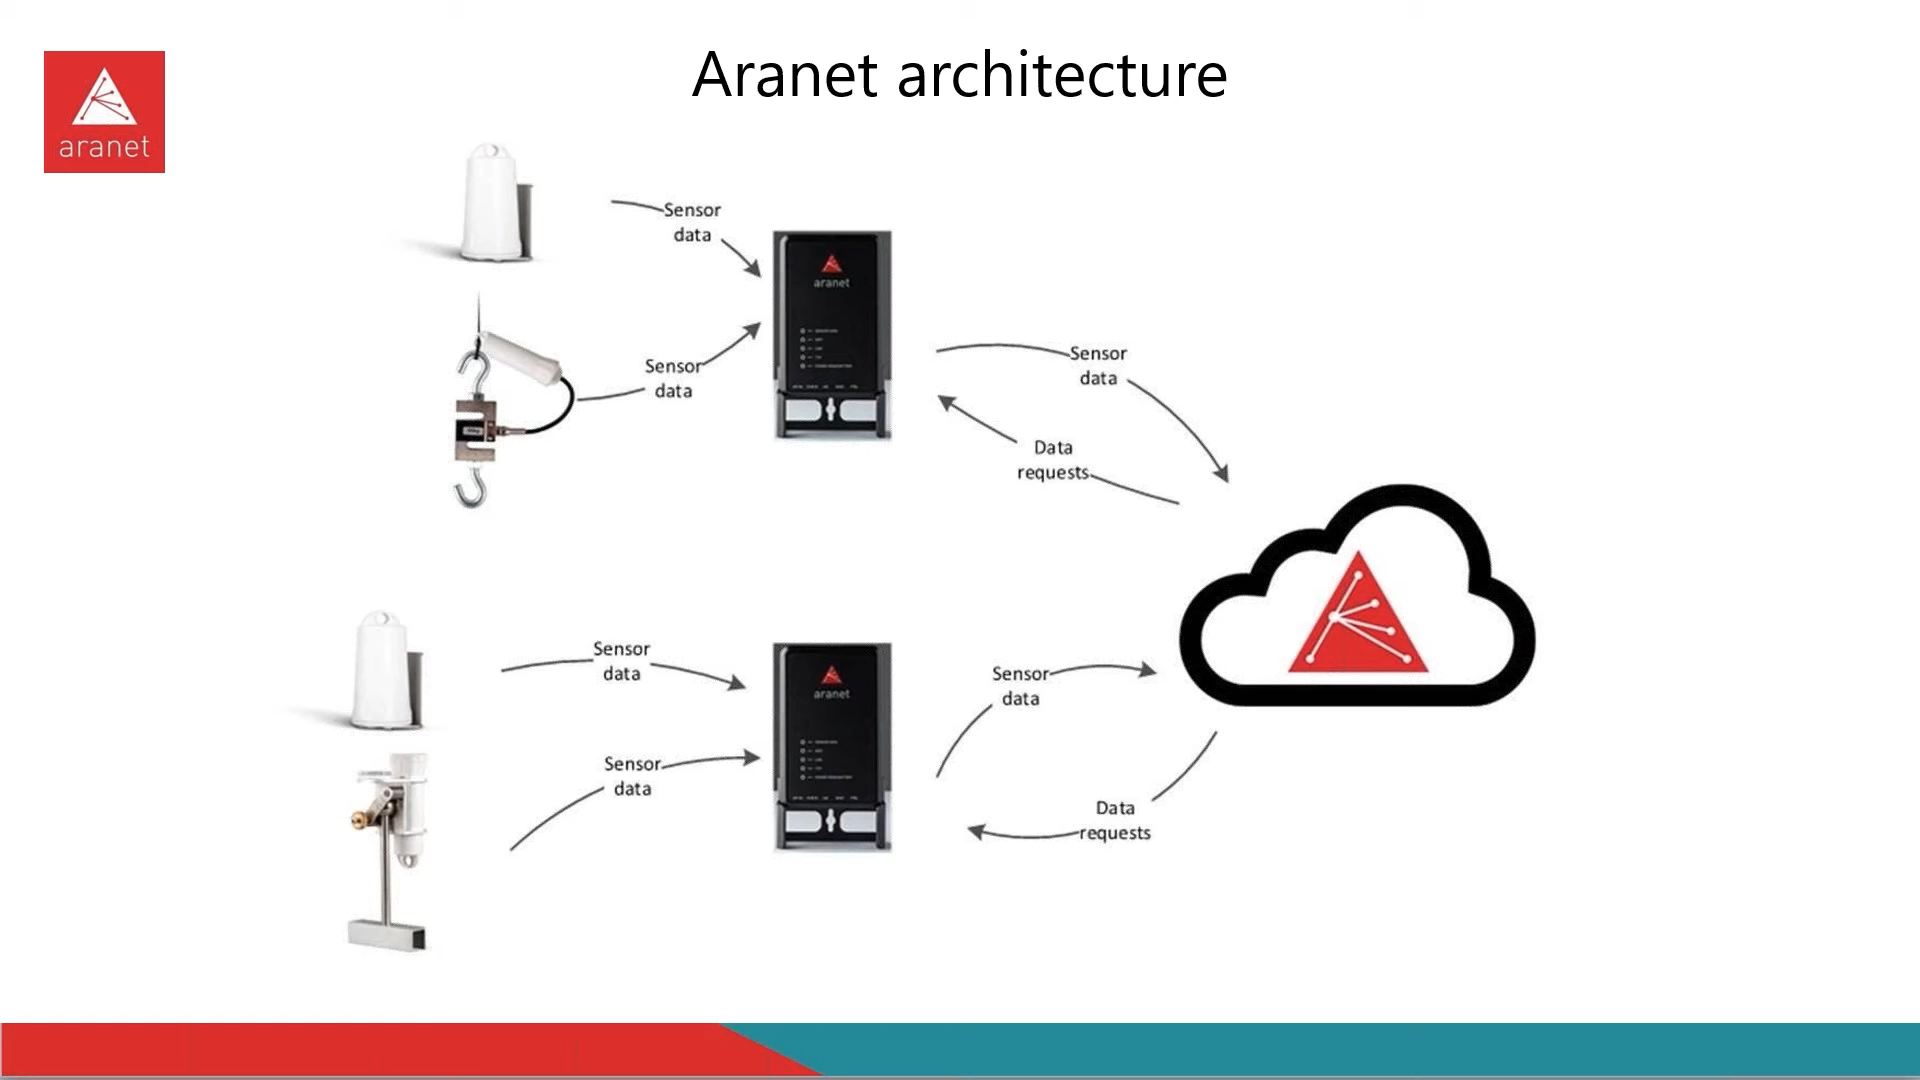 Aranet architecture
aranet
Sensor
data
aranet
Sensor
data
Sensor
data
Data
requests
Sensor
data
aranet
Sensor
data
Sensor
data
Data
requests